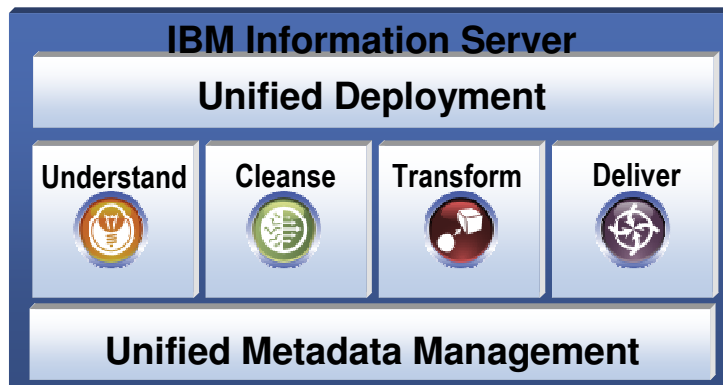 IBM Information Server
Unified Deployment
Understand
Cleanse
Transform
Deliver
Unified Metadata Management